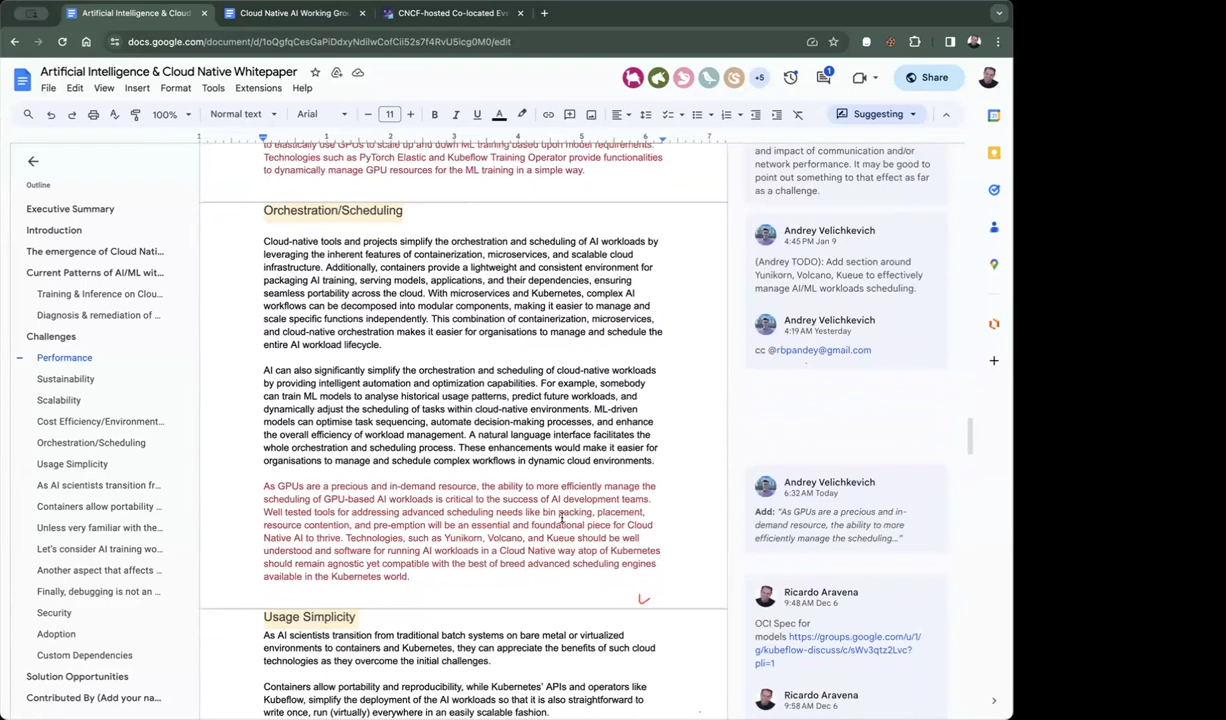 Artificial Intelligence & Cloud
Cloud Native AI Working Gro
CNCF-hosted Co-located Eve
docs.google.com/document/d/1oQgfqCesGaPiDdxyNdilwCofCii52s7f4RvU5icg0M0/edit
Artificial Intelligence & Cloud Native Whitepaper
+5
1
Share
File Edit View Insert Format Tools Extensions Help
100% Normal text Arial 11 B I U A Suggesting
1 1 2 3 4 5 6 7
Outline
Executive Summary
Introduction
The emergence of Cloud Nati...
Current Patterns of AI/ML wit...
Training & Inference on Clou...
Diagnosis & remediation of ...
Challenges
Performance
Sustainability
Scalability
Cost Efficiency/Environment...
Orchestration/Scheduling
Usage Simplicity
As AI scientists transition fr...
Containers allow portability ...
Unless very familiar with the...
Let's consider AI training wo...
Another aspect that affects ...
Finally, debugging is not an ...
Security
Adoption
Custom Dependencies
Solution Opportunities
Contributed By (Add your na...
to elastically use GPUs to scale up and down ML training based upon model requirements.
Technologies such as PyTorch Elastic and Kubeflow Training Operator provide functionalities
to dynamically manage GPU resources for the ML training in a simple way.
Orchestration/Scheduling
Cloud-native tools and projects simplify the orchestration and scheduling of AI workloads by
leveraging the inherent features of containerization, microservices, and scalable cloud
infrastructure. Additionally, containers provide a lightweight and consistent environment for
packaging AI training, serving models, applications, and their dependencies, ensuring
seamless portability across the cloud. With microservices and Kubernetes, complex AI
workflows can be decomposed into modular components, making it easier to manage and
scale specific functions independently. This combination of containerization, microservices,
and cloud-native orchestration makes it easier for organisations to manage and schedule the
entire AI workload lifecycle.
AI can also significantly simplify the orchestration and scheduling of cloud-native workloads
by providing intelligent automation and optimization capabilities. For example, somebody
can train ML models to analyse historical usage patterns, predict future workloads, and
dynamically adjust the scheduling of tasks within cloud-native environments. ML-driven
models can optimise task sequencing, automate decision-making processes, and enhance
the overall efficiency of workload management. A natural language interface facilitates the
whole orchestration and scheduling process. These enhancements would make it easier for
organisations to manage and schedule complex workflows in dynamic cloud environments.
As GPUs are a precious and in-demand resource, the ability to more efficiently manage the
scheduling of GPU-based AI workloads is critical to the success of AI development teams.
Well tested tools for addressing advanced scheduling needs like bin packing, placement,
resource contention, and pre-emption will be an essential and foundational piece for Cloud
Native AI to thrive. Technologies, such as Yunikorn, Volcano, and Kueue should be well
understood and software for running AI workloads in a Cloud Native way atop of Kubernetes
should remain agnostic yet compatible with the best of breed advanced scheduling engines
available in the Kubernetes world.
Usage Simplicity
As AI scientists transition from traditional batch systems on bare metal or virtualized
environments to containers and Kubernetes, they can appreciate the benefits of such cloud
technologies as they overcome the initial challenges.
Containers allow portability and reproducibility, while Kubernetes' APIs and operators like
Kubeflow, simplify the deployment of the AI workloads so that it is also straightforward to
write once, run (virtually) everywhere in an easily scalable fashion.
and impact of communication and/or
network performance. It may be good to
point out something to that effect as far
as a challenge.
Andrey Velichkevich
4:45 PM Jan 9
(Andrey TODO): Add section around
Yunikorn, Volcano, Kueue to effectively
manage AI/ML workloads scheduling.
Andrey Velichkevich
4:19 AM Yesterday
cc @rbpandey@gmail.com
Andrey Velichkevich
6:32 AM Today
Add: "As GPUs are a precious and in-
demand resource, the ability to more
efficiently manage the scheduling..."
Ricardo Aravena
9:48 AM Dec 6
OCI Spec for
models https://groups.google.com/u/1/
g/kubeflow-discuss/c/sWv3qtz2Lvc?
pli=1
Ricardo Aravena
9:58 AM Dec 6